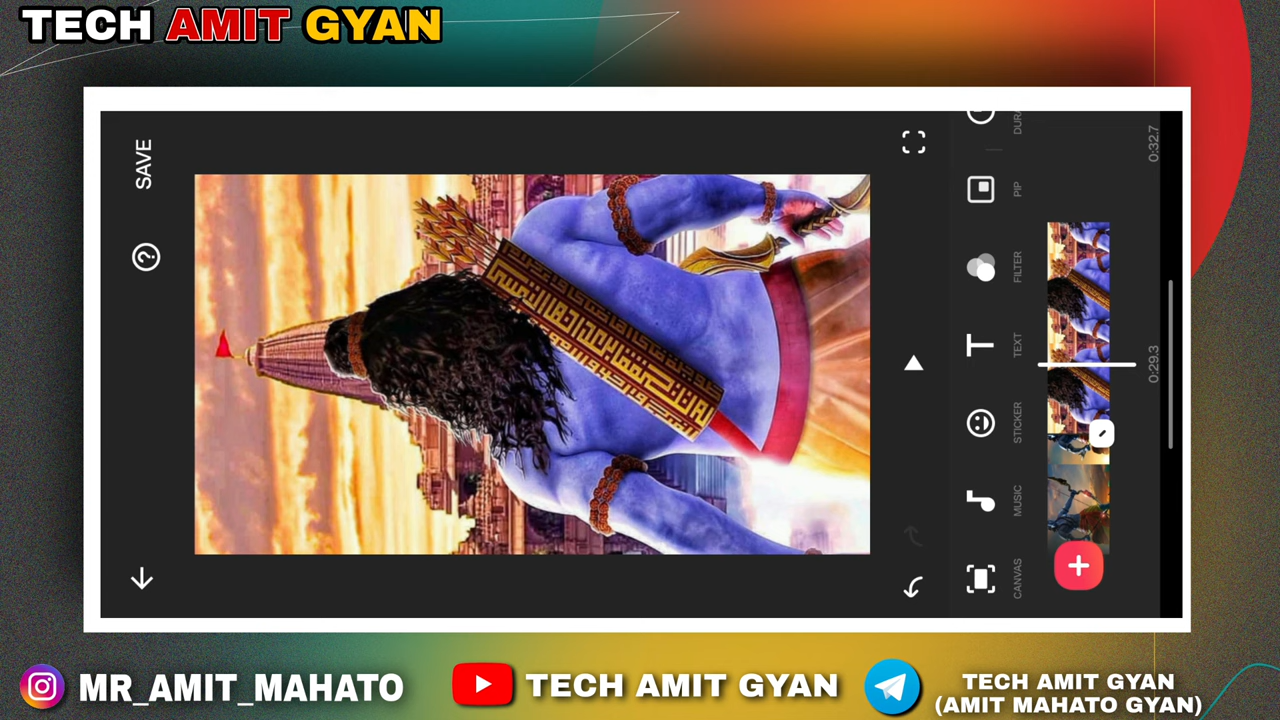 TECH AMIT GYAN
SAVE
0:32.7
DURA
PIP
FILTER
TEXT
0:29.3
STICKER
MUSIC
CANVAS
MR_AMIT_MAHATO
TECH AMIT GYAN
TECH AMIT GYAN
(AMIT MAHATO GYAN)